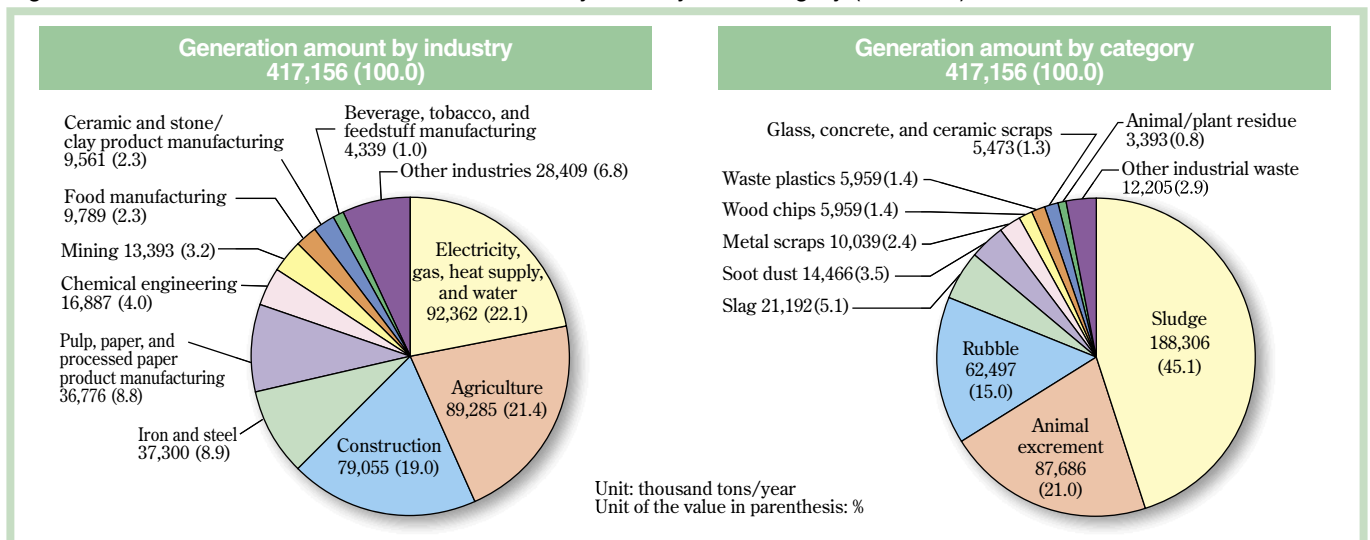 Generation amount by industry
417,156 (100.0)
Ceramic and stone/
clay product manufacturing
9,561 (2.3)
Beverage, tobacco, and
feedstuff manufacturing
4,339 (1.0)
Other industries 28,409 (6.8)
Food manufacturing
9,789 (2.3)
Mining 13,393 (3.2)
Chemical engineering
16,887 (4.0)
Pulp, paper, and
processed paper
product manufacturing
36,776 (8.8)
Iron and steel
37,300 (8.9)
Electricity,
gas, heat supply,
and water
92,362 (22.1)
Agriculture
89,285 (21.4)
Construction
79,055 (19.0)
Generation amount by category
417,156 (100.0)
Glass, concrete, and ceramic scraps
5,473(1.3)
Animal/plant residue
3,393(0.8)
Other industrial waste
12,205(2.9)
Waste plastics 5,959(1.4)
Wood chips 5,959(1.4)
Metal scraps 10,039(2.4)
Soot dust 14,466(3.5)
Slag 21,192(5.1)
Sludge
188,306
(45.1)
Rubble
62,497
(15.0)
Animal
excrement
87,686
(21.0)
Unit: thousand tons/year
Unit of the value in parenthesis: %